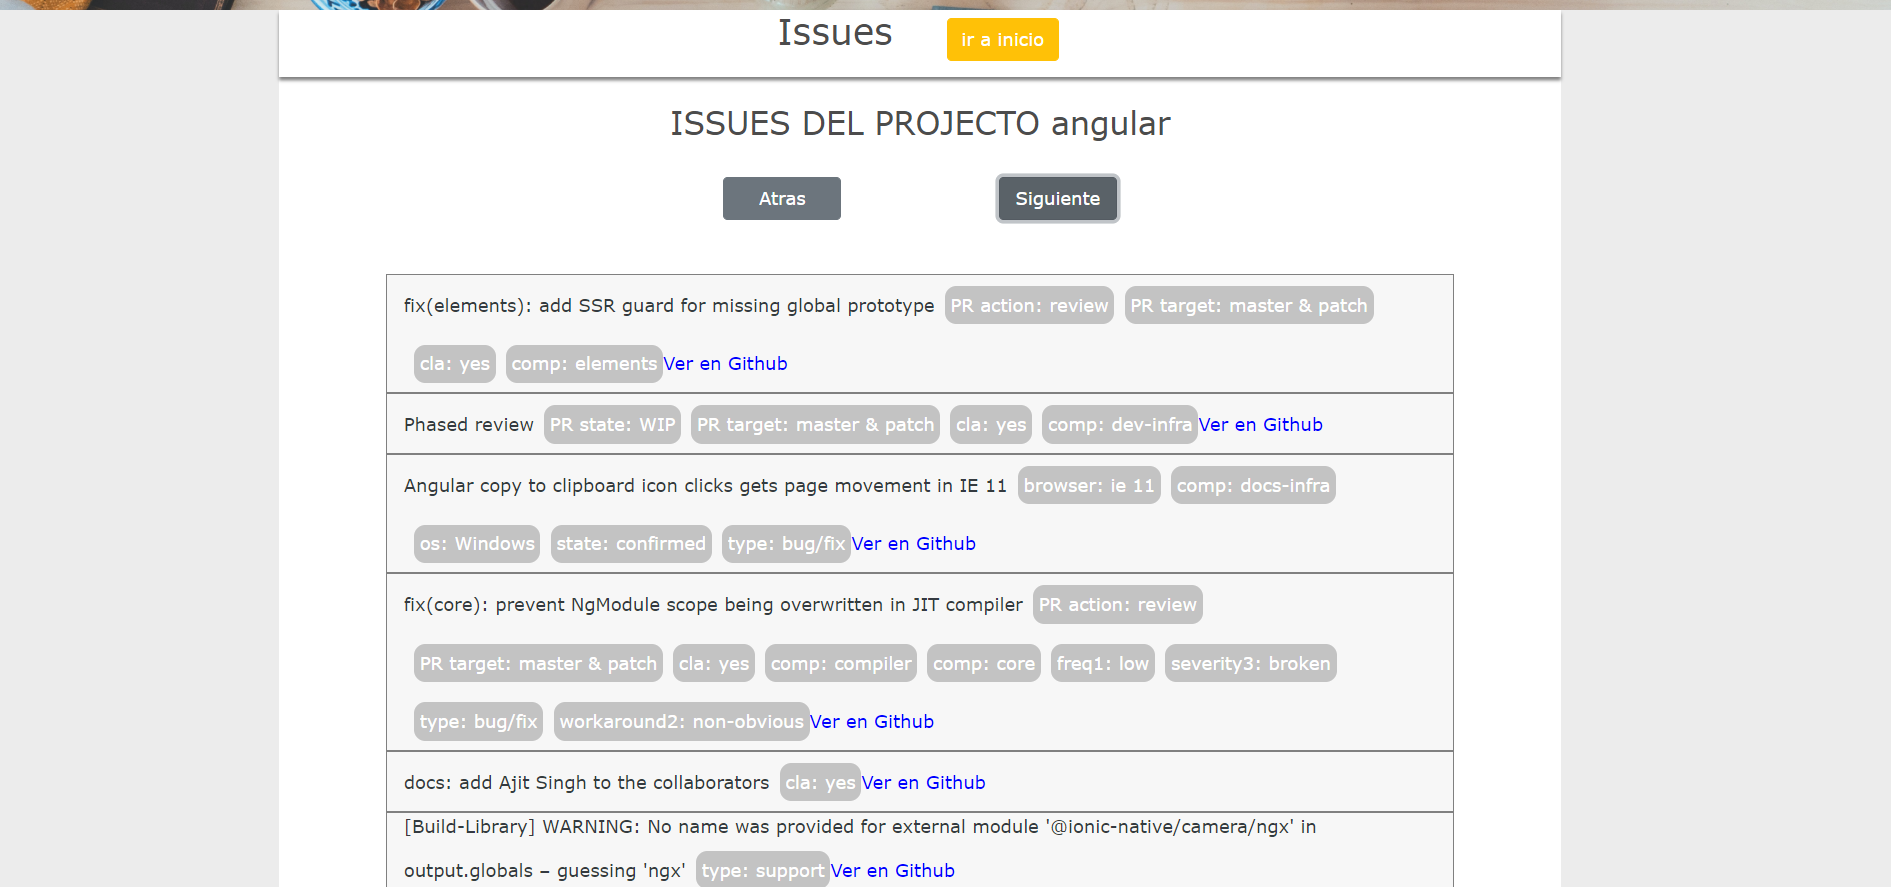 Issues ir a inicio
ISSUES DEL PROJECTO angular
Atras Siguiente
fix(elements): add SSR guard for missing global prototype PR action: review PR target: master & patch
cla: yes comp: elements Ver en Github
Phased review PR state: WIP PR target: master & patch cla: yes comp: dev-infra Ver en Github
Angular copy to clipboard icon clicks gets page movement in IE 11 browser: ie 11 comp: docs-infra
os: Windows state: confirmed type: bug/fix Ver en Github
fix(core): prevent NgModule scope being overwritten in JIT compiler PR action: review
PR target: master & patch cla: yes comp: compiler comp: core freq1: low severity3: broken
type: bug/fix workaround2: non-obvious Ver en Github
docs: add Ajit Singh to the collaborators cla: yes Ver en Github
[Build-Library] WARNING: No name was provided for external module '@ionic-native/camera/ngx' in
output.globals – guessing 'ngx' type: support Ver en Github